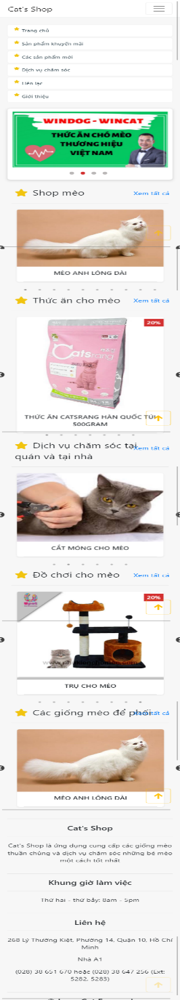 Cat's Shop
Trang chủ
Sản phẩm khuyến mãi
Các sản phẩm mới
Dịch vụ chăm sóc
Liên lạc
Giới thiệu
WINDOG - WINCAT
THỨC ĂN CHÓ MÈO
THƯƠNG HIỆU
VIỆT NAM
Shop mèo
Xem tất cả
MÈO ANH LÔNG DÀI
Thức ăn cho mèo
Xem tất cả
20%
Catsrang
THỨC ĂN CATSRANG HÀN QUỐC TÚI
500GRAM
Dịch vụ chăm sóc tại
quán và tại nhà
Xem tất cả
CẮT MÓNG CHO MÈO
Đồ chơi cho mèo
Xem tất cả
20%
TRỤ CHO MÈO
Các giống mèo để phối
Xem tất cả
MÈO ANH LÔNG DÀI
Cat's Shop
Cat's Shop là ứng dụng cung cấp các giống mèo
thuần chủng và dịch vụ chăm sóc những bé mèo
một cách tốt nhất
Khung giờ làm việc
Thứ hai - thứ bảy: 8am - 5pm
Liên hệ
268 Lý Thường Kiệt, Phường 14, Quận 10, Hồ Chí
Minh
Nhà A1
(028) 38 651 670 hoặc (028) 38 647 256 (Ext:
5282, 5283)